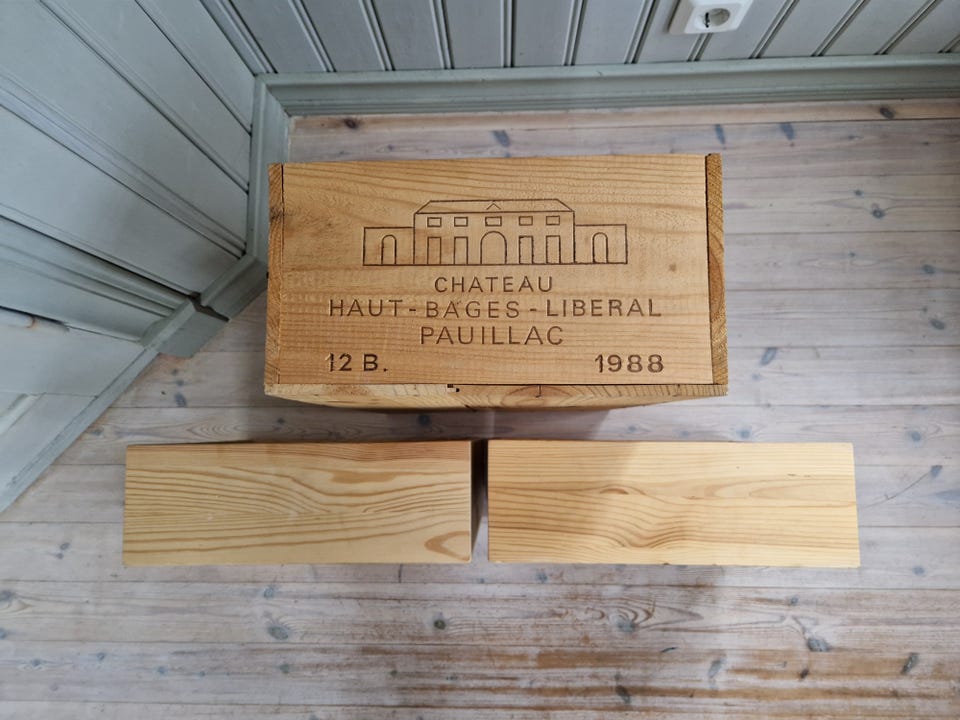 CHATEAU
HAUT-BAGES-LIBERAL
PAUILLAC
12 B. 1988